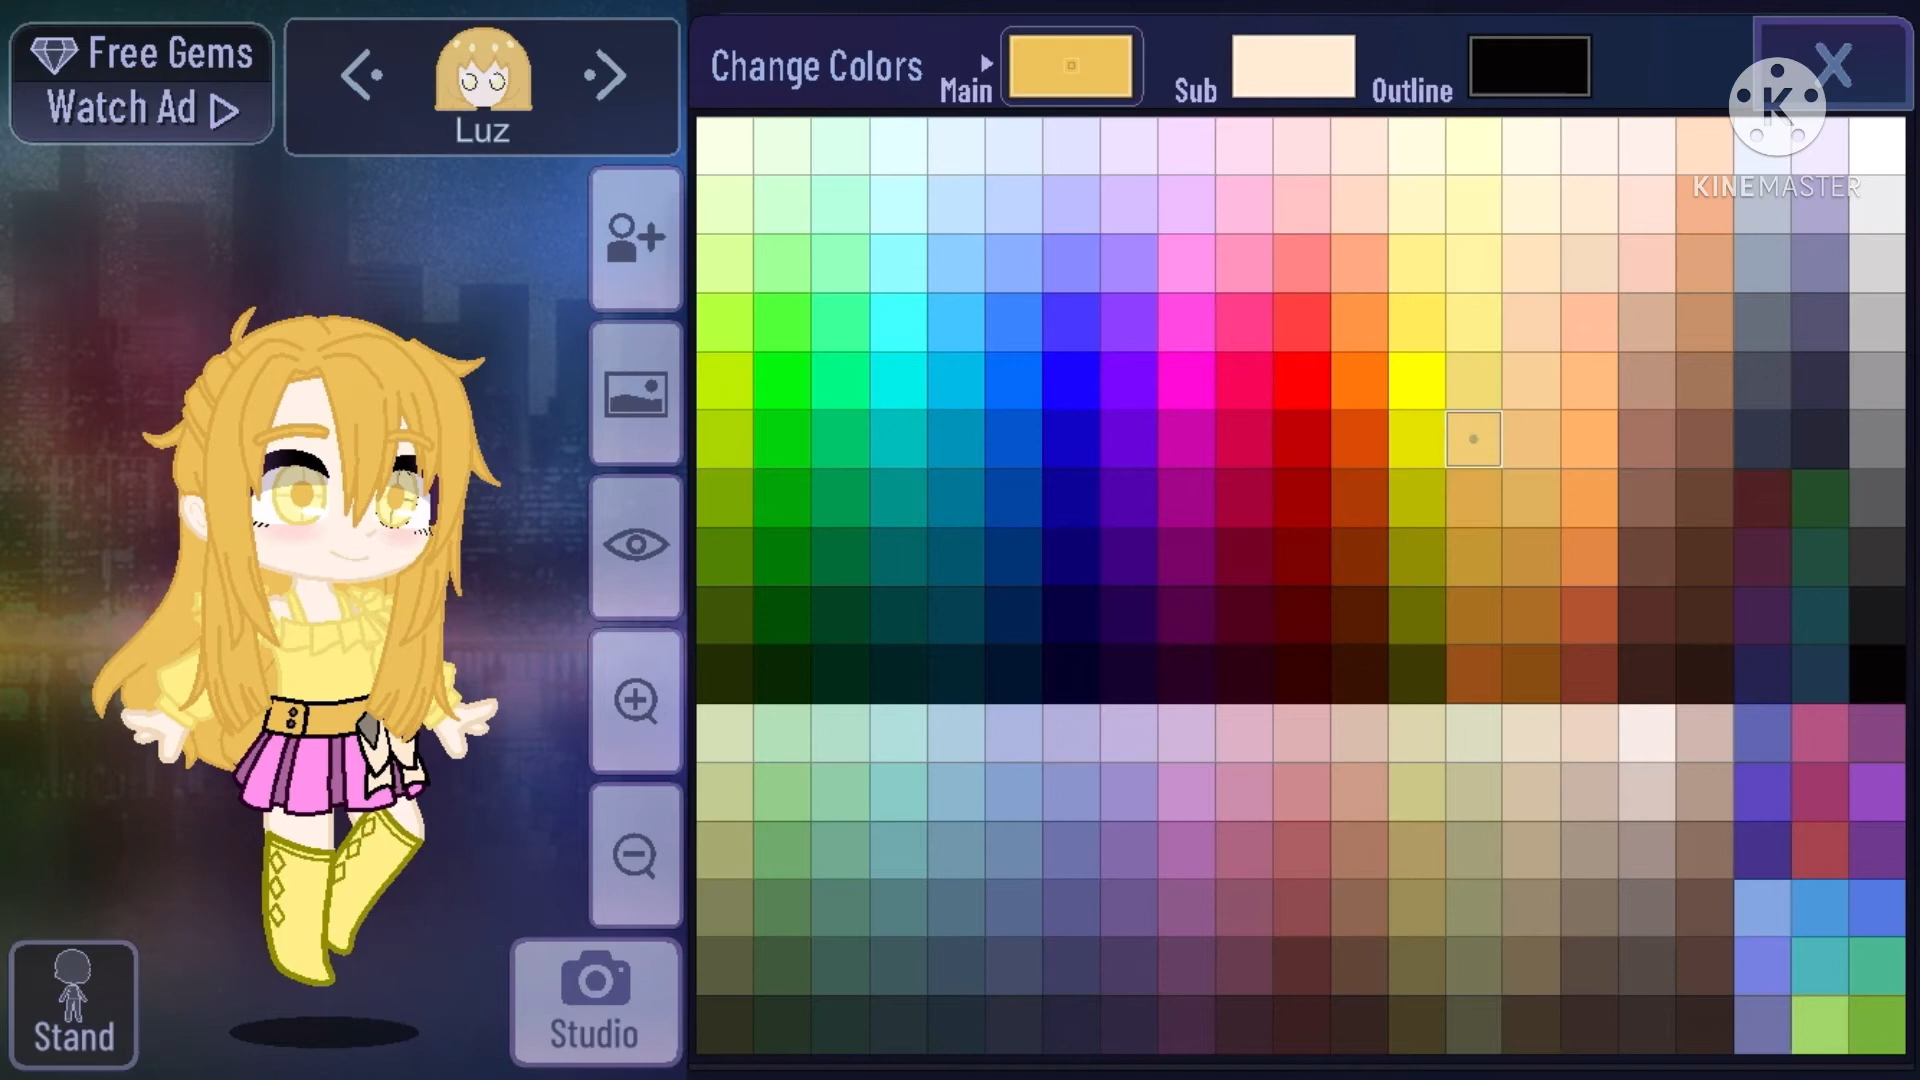 Free Gems
Watch Ad
Luz
Change Colors
Main
Sub
Outline
X
K
KINEMASTER
Stand
Studio